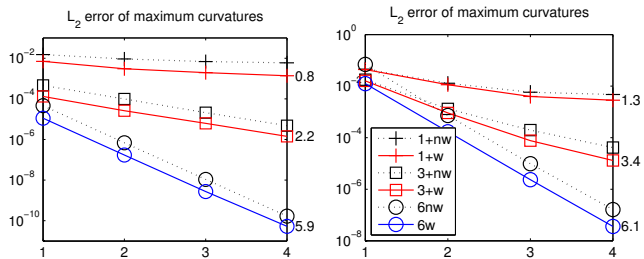 L2 error of maximum curvatures
10^-2
10^-4
10^-6
10^-8
10^-10
1 2 3 4
0.8
2.2
5.9
L2 error of maximum curvatures
10^0
10^-2
10^-4
10^-6
10^-8
1 2 3 4
1.3
3.4
6.1
1+nw
1+w
3+nw
3+w
6nw
6w